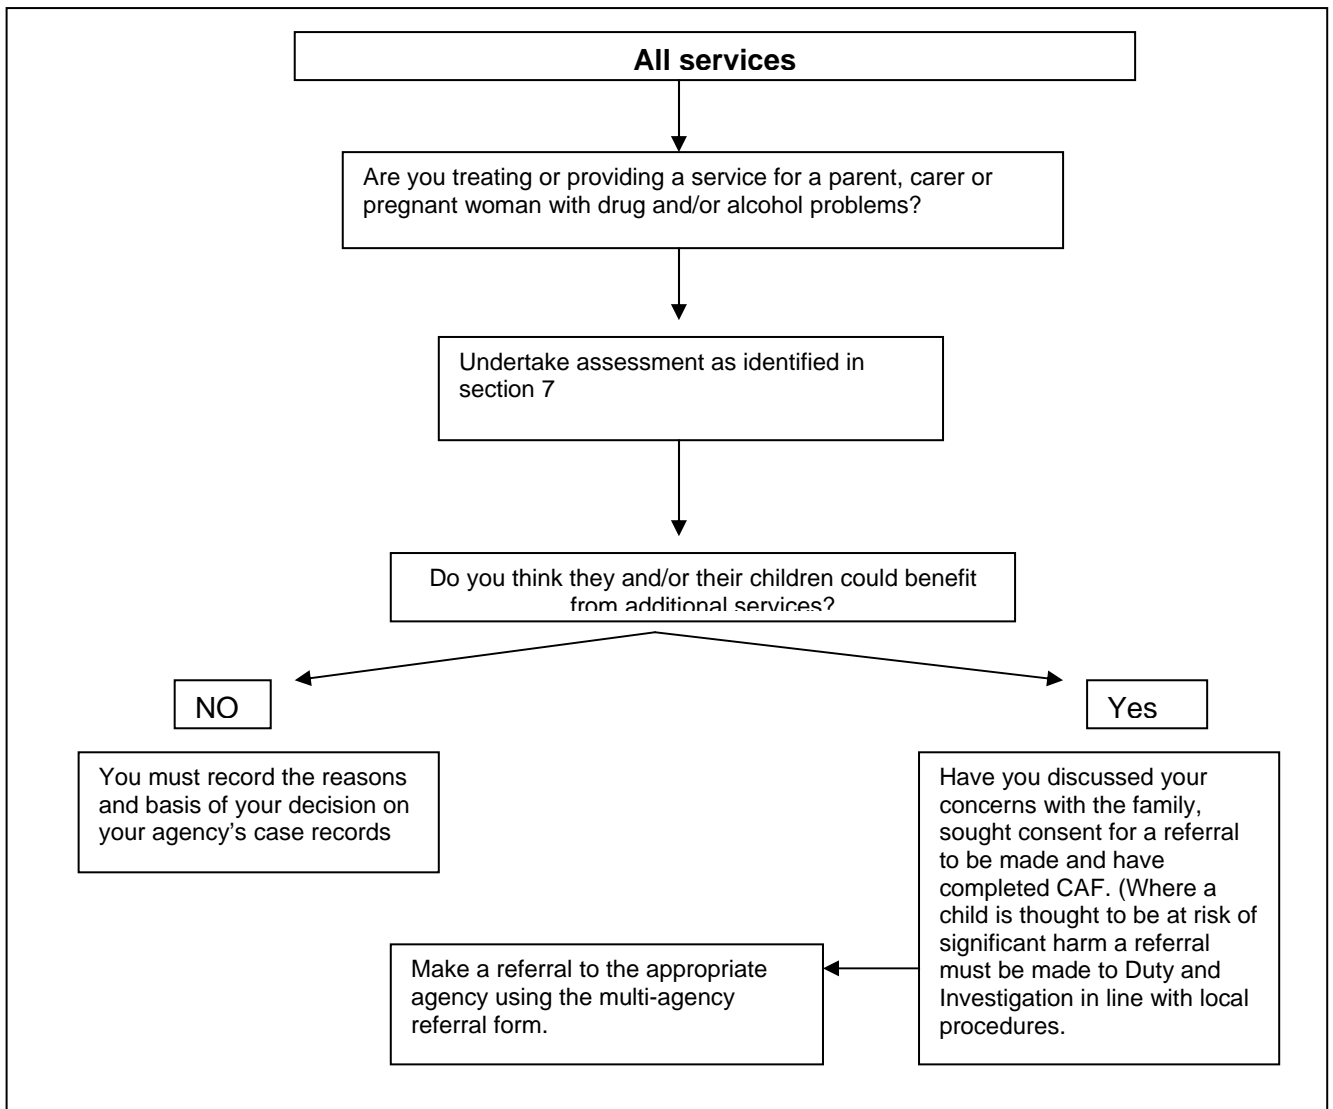 All services
Are you treating or providing a service for a parent, carer or
pregnant woman with drug and/or alcohol problems?
Undertake assessment as identified in
section 7
Do you think they and/or their children could benefit
from additional services?
NO
Yes
You must record the reasons
and basis of your decision on
your agency's case records
Have you discussed your
concerns with the family,
sought consent for a referral
to be made and have
completed CAF. (Where a
child is thought to be at risk of
significant harm a referral
must be made to Duty and
Investigation in line with local
procedures.
Make a referral to the appropriate
agency using the multi-agency
referral form.